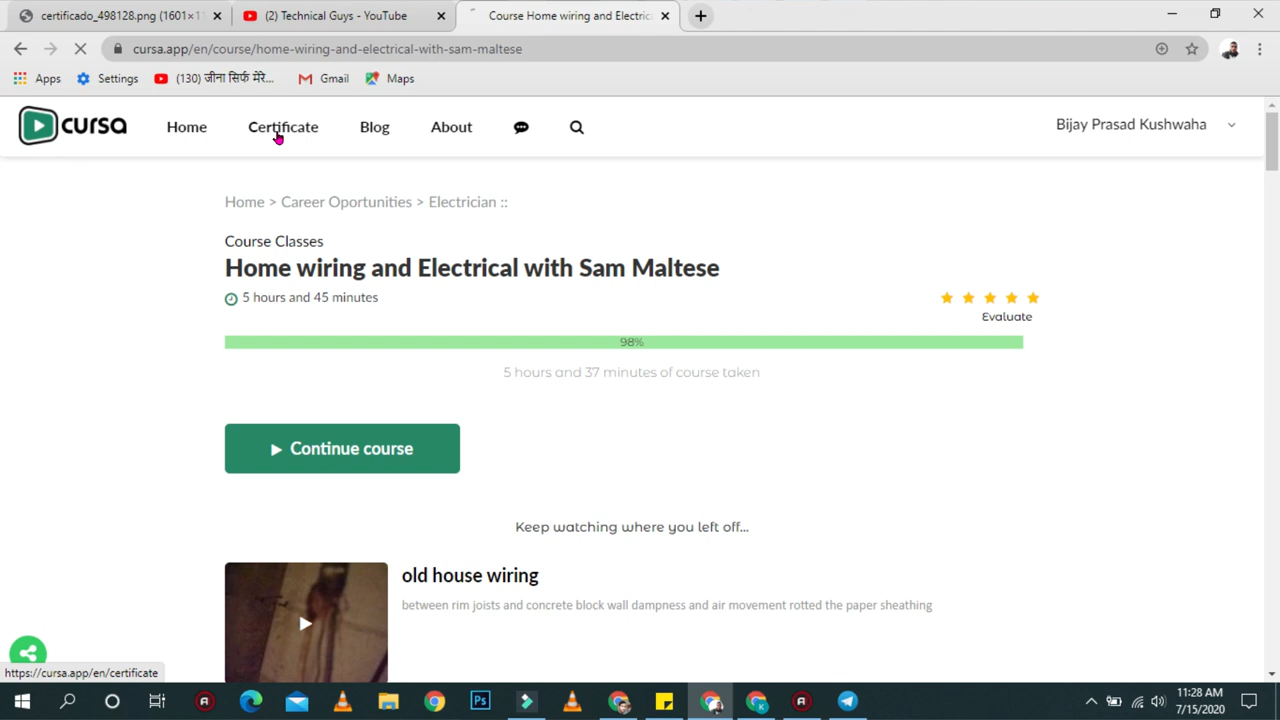 certificado_498128.png (1601×11
(2) Technical Guys - YouTube
Course Home wiring and Electric
cursa.app/en/course/home-wiring-and-electrical-with-sam-maltese
Apps
Settings
(130) जीना सिर्फ मेरे...
Gmail
Maps
cursa
Home
Certificate
Blog
About
Bijay Prasad Kushwaha
Home > Career Oportunities > Electrician ::
Course Classes
Home wiring and Electrical with Sam Maltese
5 hours and 45 minutes
Evaluate
98%
5 hours and 37 minutes of course taken
Continue course
Keep watching where you left off...
old house wiring
between rim joists and concrete block wall dampness and air movement rotted the paper sheathing
https://cursa.app/en/certificate
Ps
K
11:28 AM
7/15/2020